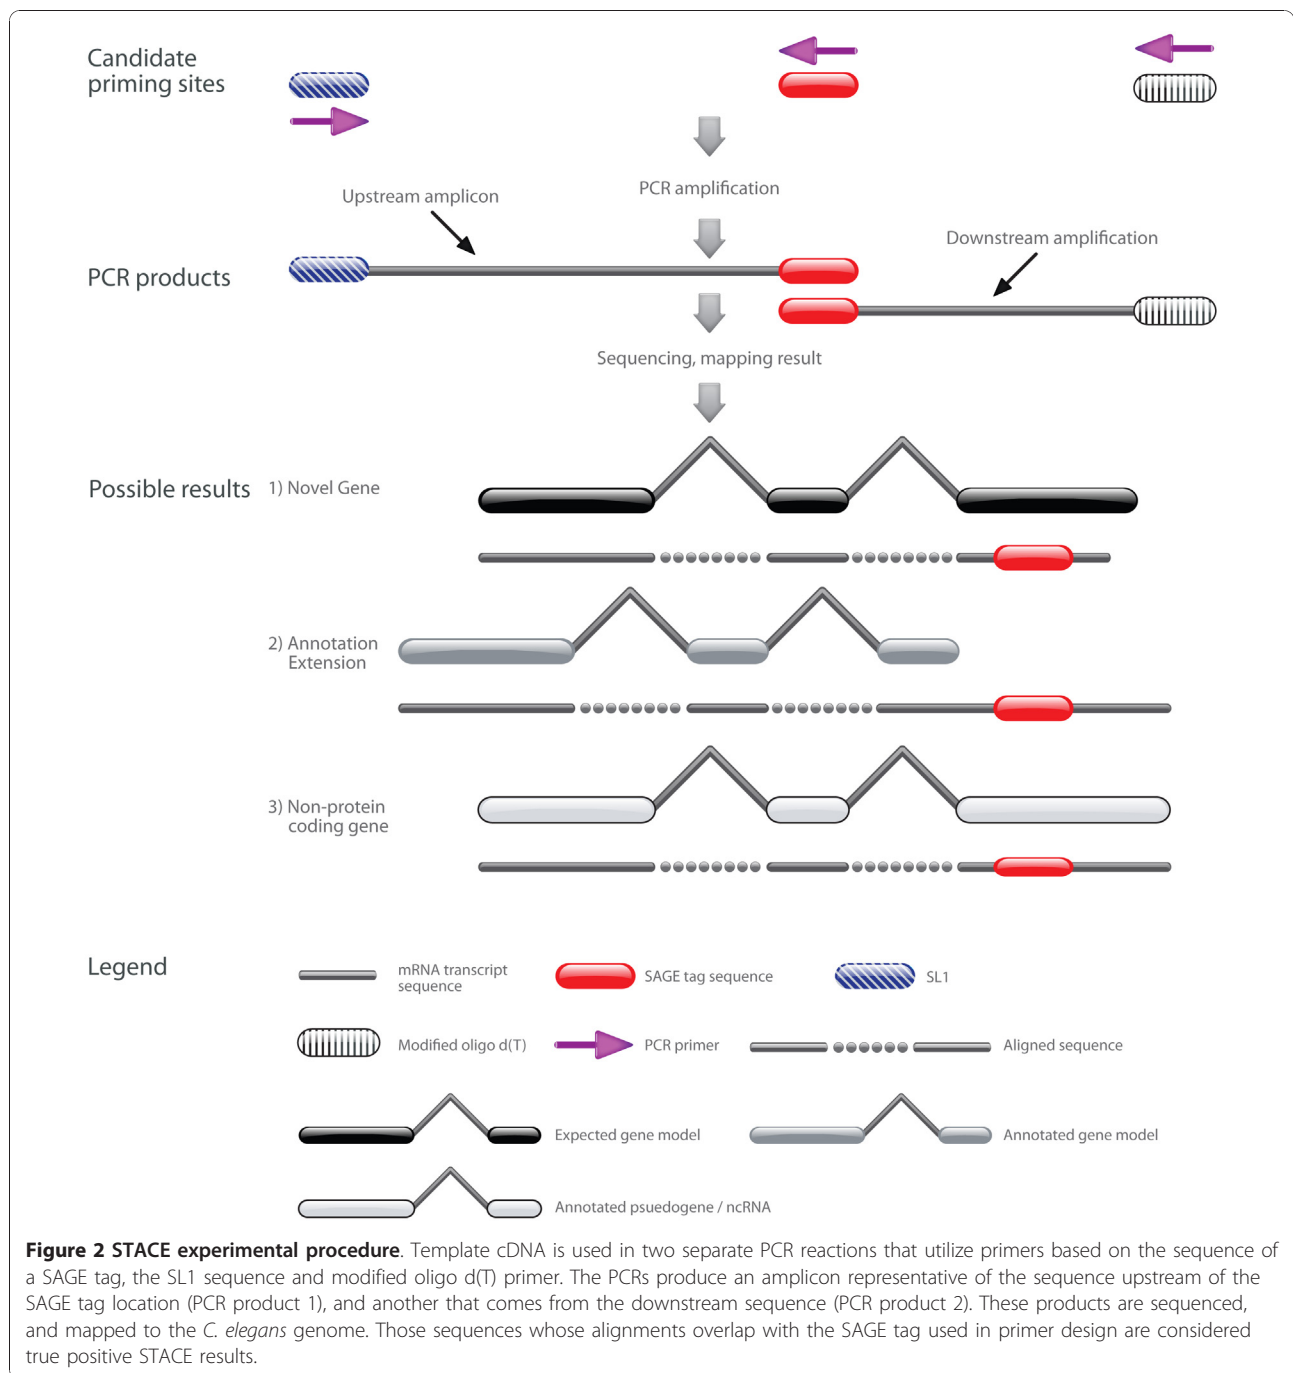 Candidate
priming sites
PCR amplification
Upstream amplicon
Downstream amplification
PCR products
Sequencing, mapping result
Possible results
1) Novel Gene
2) Annotation
Extension
3) Non-protein
coding gene
Legend
mRNA transcript
sequence
SAGE tag sequence
SL1
Modified oligo d(T)
PCR primer
Aligned sequence
Expected gene model
Annotated gene model
Annotated psuedogene / ncRNA
Figure 2 STACE experimental procedure. Template cDNA is used in two separate PCR reactions that utilize primers based on the sequence of
a SAGE tag, the SL1 sequence and modified oligo d(T) primer. The PCRs produce an amplicon representative of the sequence upstream of the
SAGE tag location (PCR product 1), and another that comes from the downstream sequence (PCR product 2). These products are sequenced,
and mapped to the C. elegans genome. Those sequences whose alignments overlap with the SAGE tag used in primer design are considered
true positive STACE results.